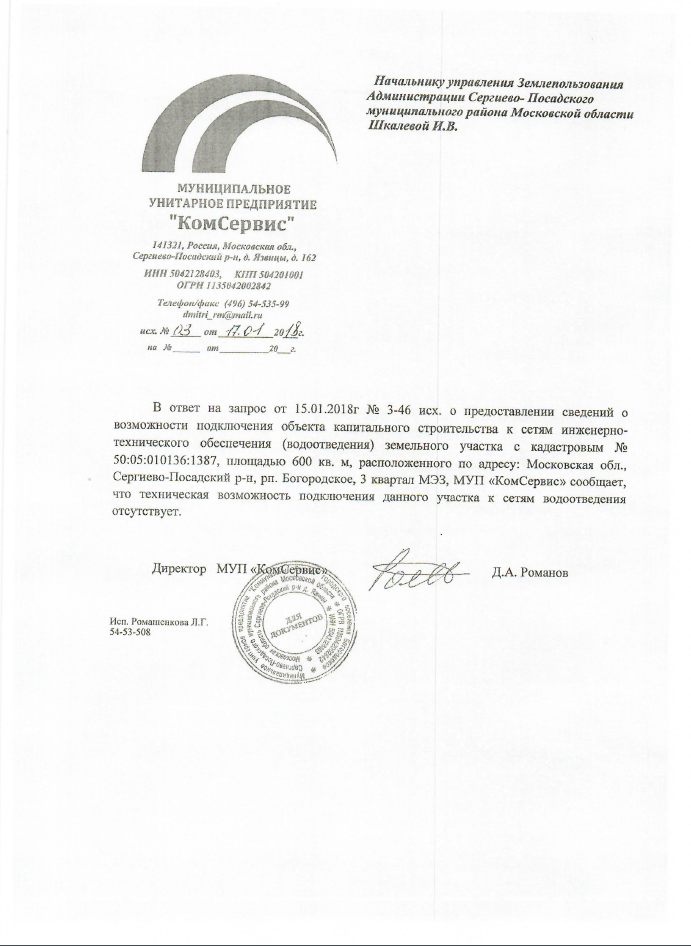 Начальнику управления Землепользования
Администрации Сергиево- Посадского
муниципального района Московской области
Шкалевой И.В.
МУНИЦИПАЛЬНОЕ
УНИТАРНОЕ ПРЕДПРИЯТИЕ
"КомСервис"
141321, Россия, Московская обл.,
Сергиево-Посадский р-н, д. Язвицы, д. 162
ИНН 5042128403, КПП 504201001
ОГРН 1135042002842
Телефон/факс (496) 54-535-99
dmitri_rom@mail.ru
исх. № 03 от 17.01 2018г.
на № ______ от __________20___г.
В ответ на запрос от 15.01.2018г № 3-46 исх. о предоставлении сведений о
возможности подключения объекта капитального строительства к сетям инженерно-
технического обеспечения (водоотведения) земельного участка с кадастровым №
50:05:010136:1387, площадью 600 кв. м, расположенного по адресу: Московская обл.,
Сергиево-Посадский р-н, рп. Богородское, 3 квартал МЭЗ, МУП «КомСервис» сообщает,
что техническая возможность подключения данного участка к сетям водоотведения
отсутствует.
Директор МУП «КомСервис» Д.А. Романов
ДЛЯ
ДОКУМЕНТОВ
Исп. Ромашенкова Л.Г.
54-53-508